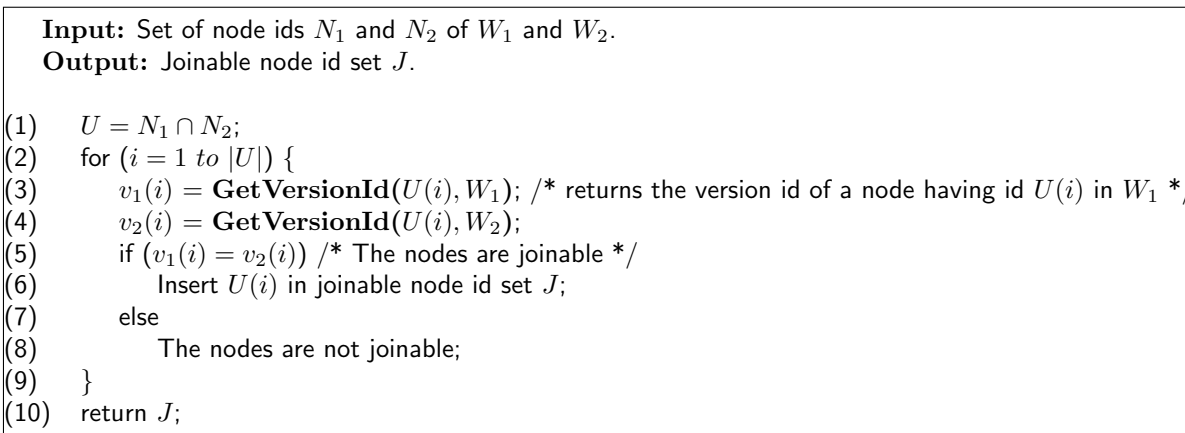 Input: Set of node ids N₁ and N₂ of W₁ and W₂.
Output: Joinable node id set J.
(1) U = N₁ ∩ N₂;
(2) for (i = 1 to |U|) {
(3) v₁(i) = GetVersionId(U(i), W₁); /* returns the version id of a node having id U(i) in W₁ */
(4) v₂(i) = GetVersionId(U(i), W₂);
(5) if (v₁(i) = v₂(i)) /* The nodes are joinable */
(6) Insert U(i) in joinable node id set J;
(7) else
(8) The nodes are not joinable;
(9) }
(10) return J;